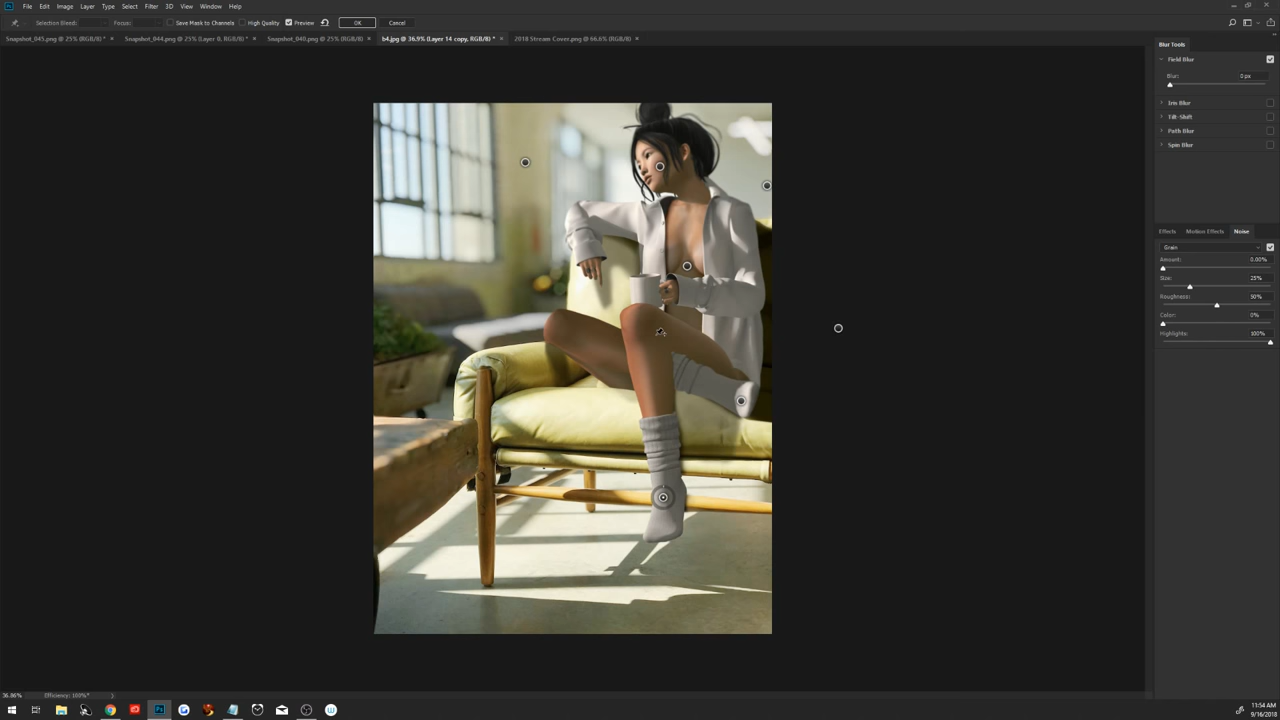 File Edit Image Layer Type Select Filter 3D View Window Help
Selection Bleed: Focus: Save Mask to Channels High Quality Preview OK Cancel
Snapshot_045.png @ 25% (RGB/8) * × Snapshot_044.png @ 25% (Layer 0, RGB/8) * × Snapshot_040.png @ 25% (RGB/8) × b4.jpg @ 36.9% (Layer 14 copy, RGB/8) * × 2018 Stream Cover.png @ 66.6% (RGB/8) ×
Blur Tools
Field Blur
Blur: 0 px
Iris Blur
Tilt-Shift
Path Blur
Spin Blur
Effects Motion Effects Noise
Grain
Amount: 0.00%
Size: 25%
Roughness: 50%
Color: 0%
Highlights: 100%
36.86% Efficiency: 100%*
11:54 AM
9/16/2018